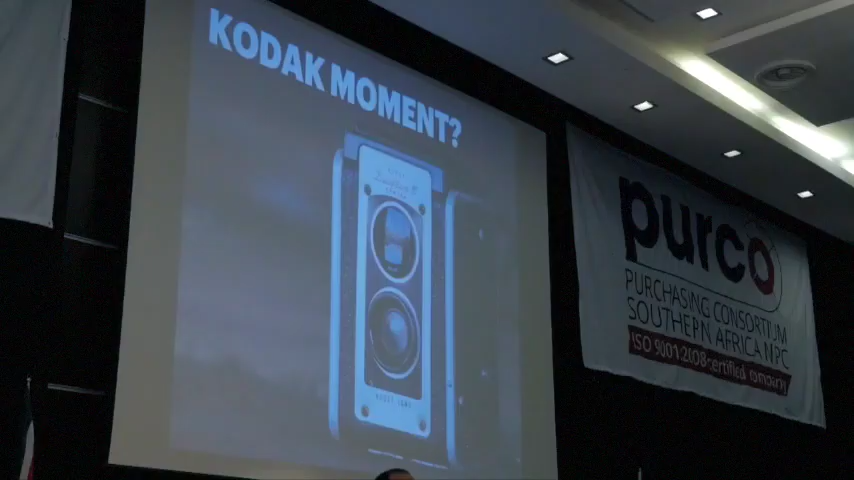 KODAK MOMENT?
purco
PURCHASING CONSORTIUM
SOUTHERN AFRICA NPC
ISO 9001:2008 certified company